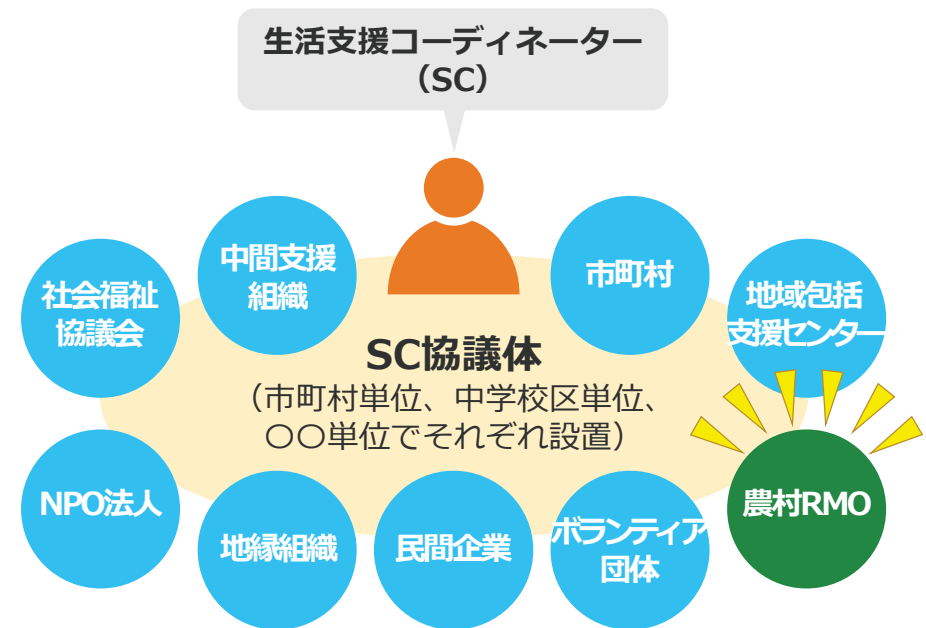 生活支援コーディネーター
（SC）
中間支援
組織
市町村
社会福祉
協議会
地域包括
支援センター
SC協議体
（市町村単位、中学校区単位、
〇〇単位でそれぞれ設置）
NPO法人
地縁組織
民間企業
ボランティア
団体
農村RMO